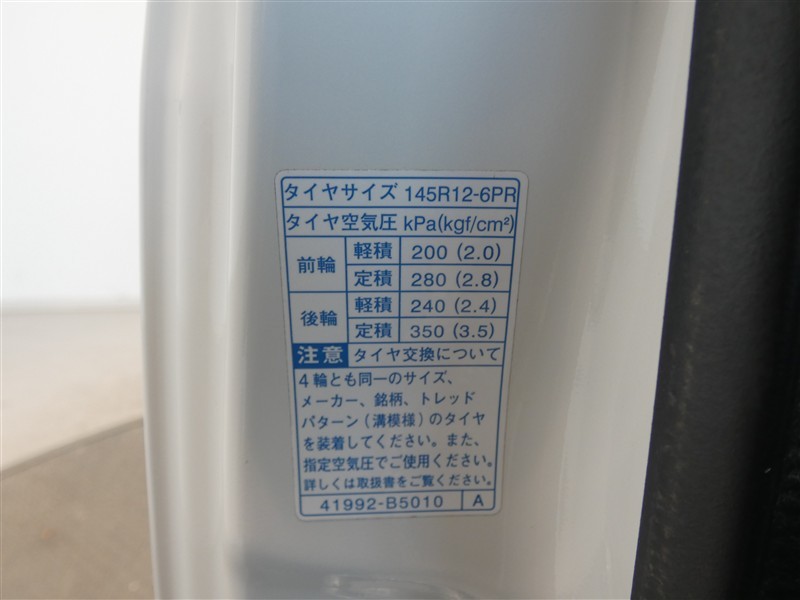 タイヤサイズ 145R12-6PR
タイヤ空気圧 kPa(kgf/cm²)
前輪 軽積 200 (2.0)
定積 280 (2.8)
後輪 軽積 240 (2.4)
定積 350 (3.5)
注意 タイヤ交換について
4輪とも同一のサイズ、
メーカー、銘柄、トレッド
パターン(溝模様)のタイヤ
を装着してください。また、
指定空気圧でご使用ください。
詳しくは取扱書をご覧ください。
41992-B5010 A